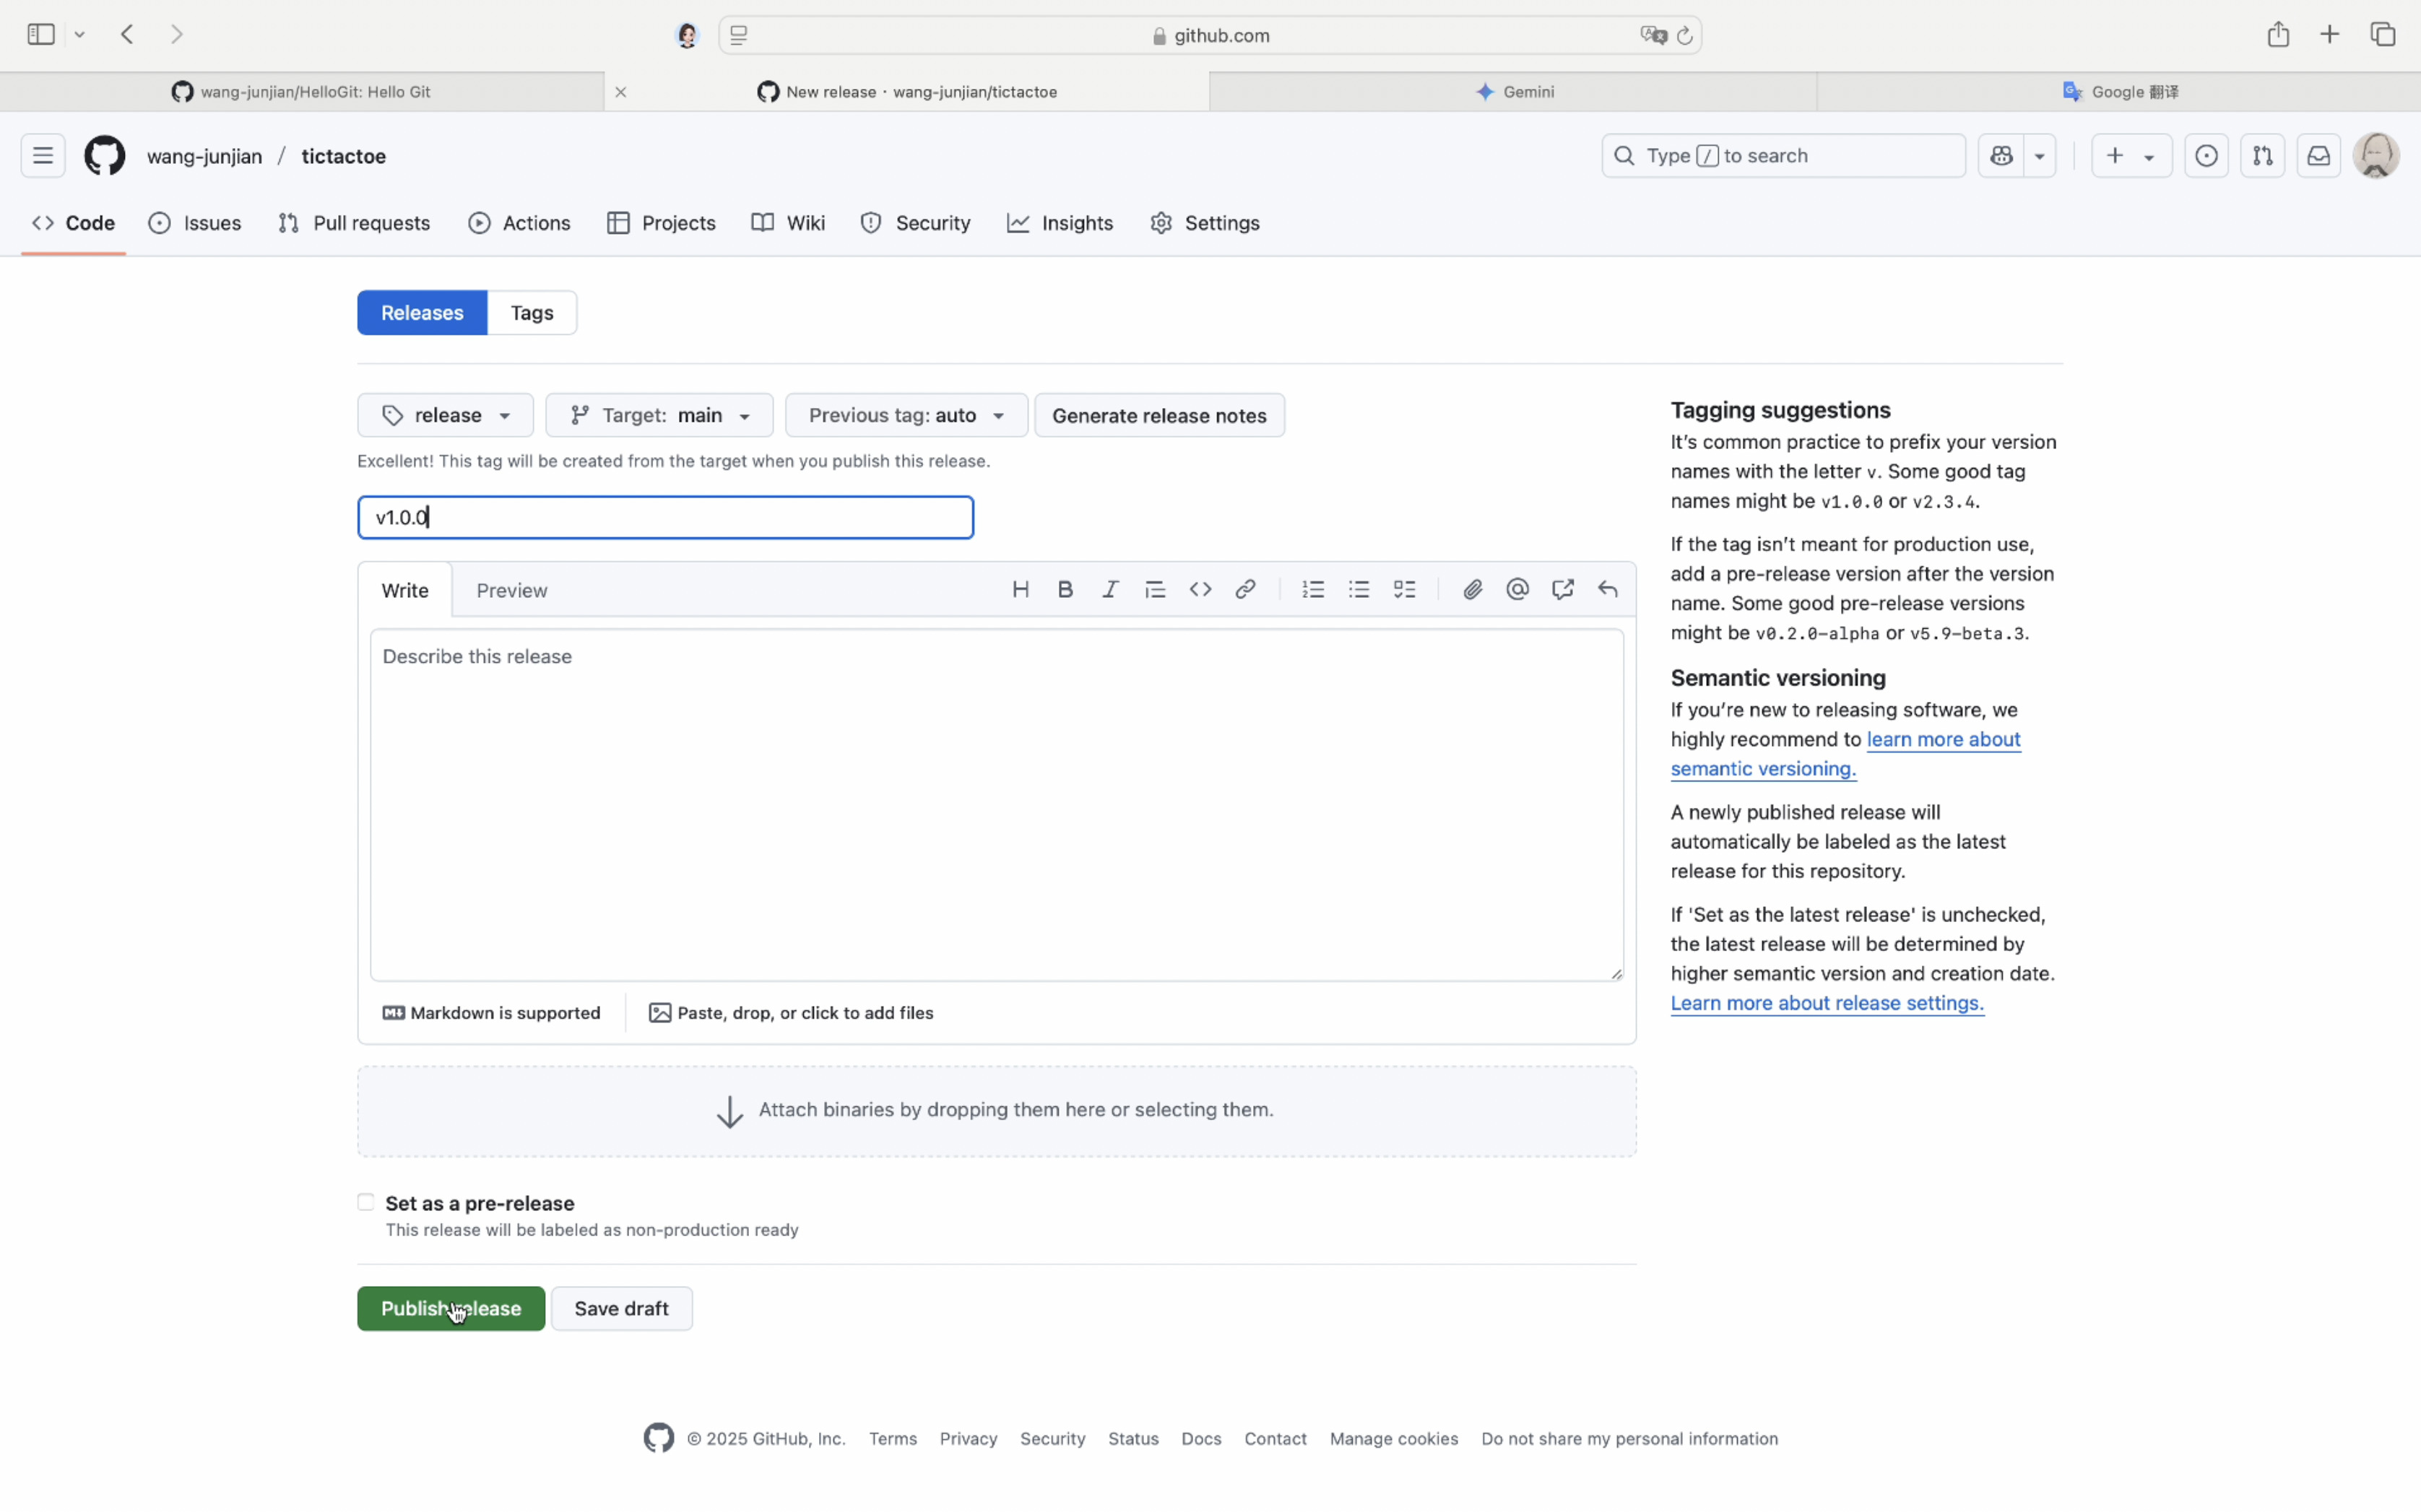 github.com
wang-junjian/HelloGit: Hello Git
New release · wang-junjian/tictactoe
Gemini
Google 翻译
wang-junjian / tictactoe
Type / to search
Code
Issues
Pull requests
Actions
Projects
Wiki
Security
Insights
Settings
Releases
Tags
release
Target: main
Previous tag: auto
Generate release notes
Excellent! This tag will be created from the target when you publish this release.
v1.0.0
Write
Preview
Describe this release
Markdown is supported
Paste, drop, or click to add files
Attach binaries by dropping them here or selecting them.
Set as a pre-release
This release will be labeled as non-production ready
Publish release
Save draft
Tagging suggestions
It's common practice to prefix your version
names with the letter v. Some good tag
names might be v1.0.0 or v2.3.4.
If the tag isn't meant for production use,
add a pre-release version after the version
name. Some good pre-release versions
might be v0.2.0-alpha or v5.9-beta.3.
Semantic versioning
If you're new to releasing software, we
highly recommend to learn more about
semantic versioning.
A newly published release will
automatically be labeled as the latest
release for this repository.
If 'Set as the latest release' is unchecked,
the latest release will be determined by
higher semantic version and creation date.
Learn more about release settings.
© 2025 GitHub, Inc.
Terms
Privacy
Security
Status
Docs
Contact
Manage cookies
Do not share my personal information